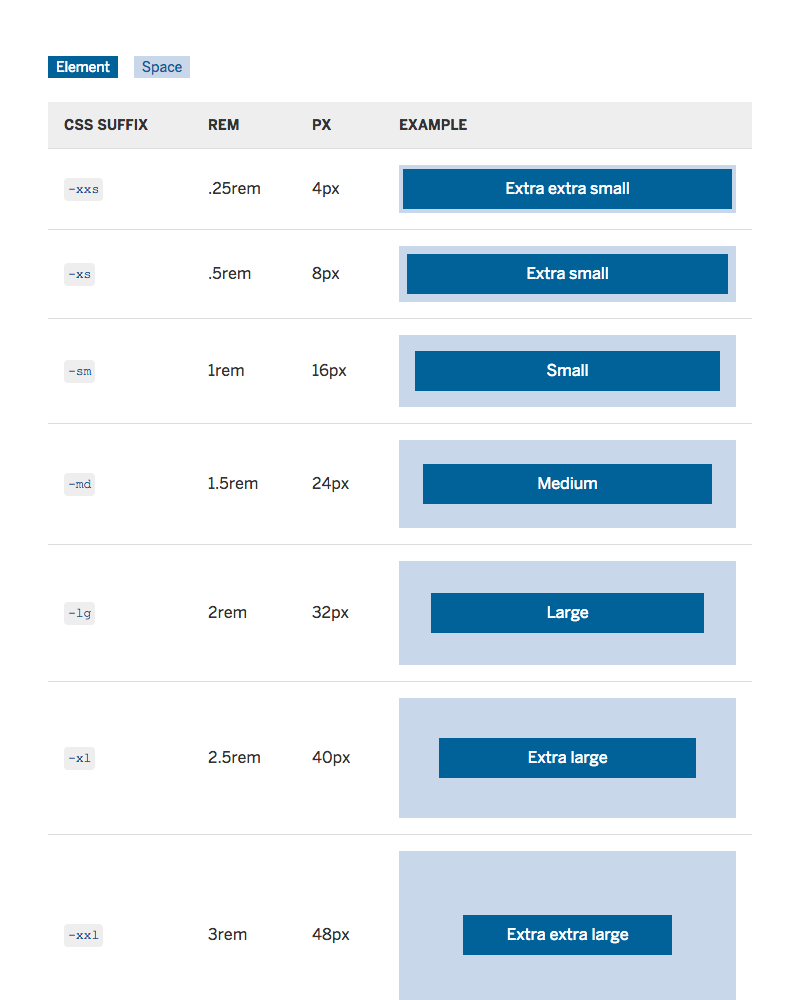 Element Space
CSS SUFFIX REM PX EXAMPLE
-xxs .25rem 4px Extra extra small
-xs .5rem 8px Extra small
-sm 1rem 16px Small
-md 1.5rem 24px Medium
-lg 2rem 32px Large
-xl 2.5rem 40px Extra large
-xxl 3rem 48px Extra extra large